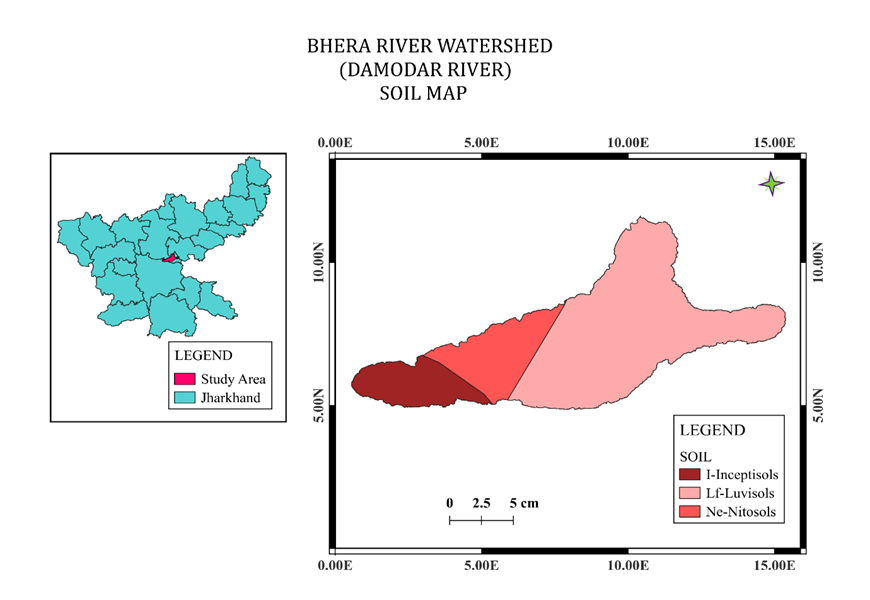 BHERA RIVER WATERSHED
(DAMODAR RIVER)
SOIL MAP
LEGEND
Study Area
Jharkhand
0.00E 5.00E 10.00E 15.00E
10.00N 10.00N
5.00N 5.00N
LEGEND
SOIL
I-Inceptisols
Lf-Luvisols
Ne-Nitosols
0 2.5 5 cm
0.00E 5.00E 10.00E 15.00E